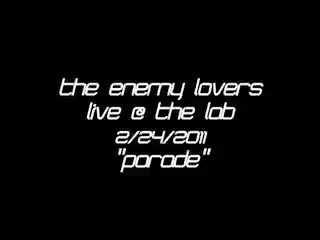 the enemy lovers
live @ the lab
2/24/2011
"parade"